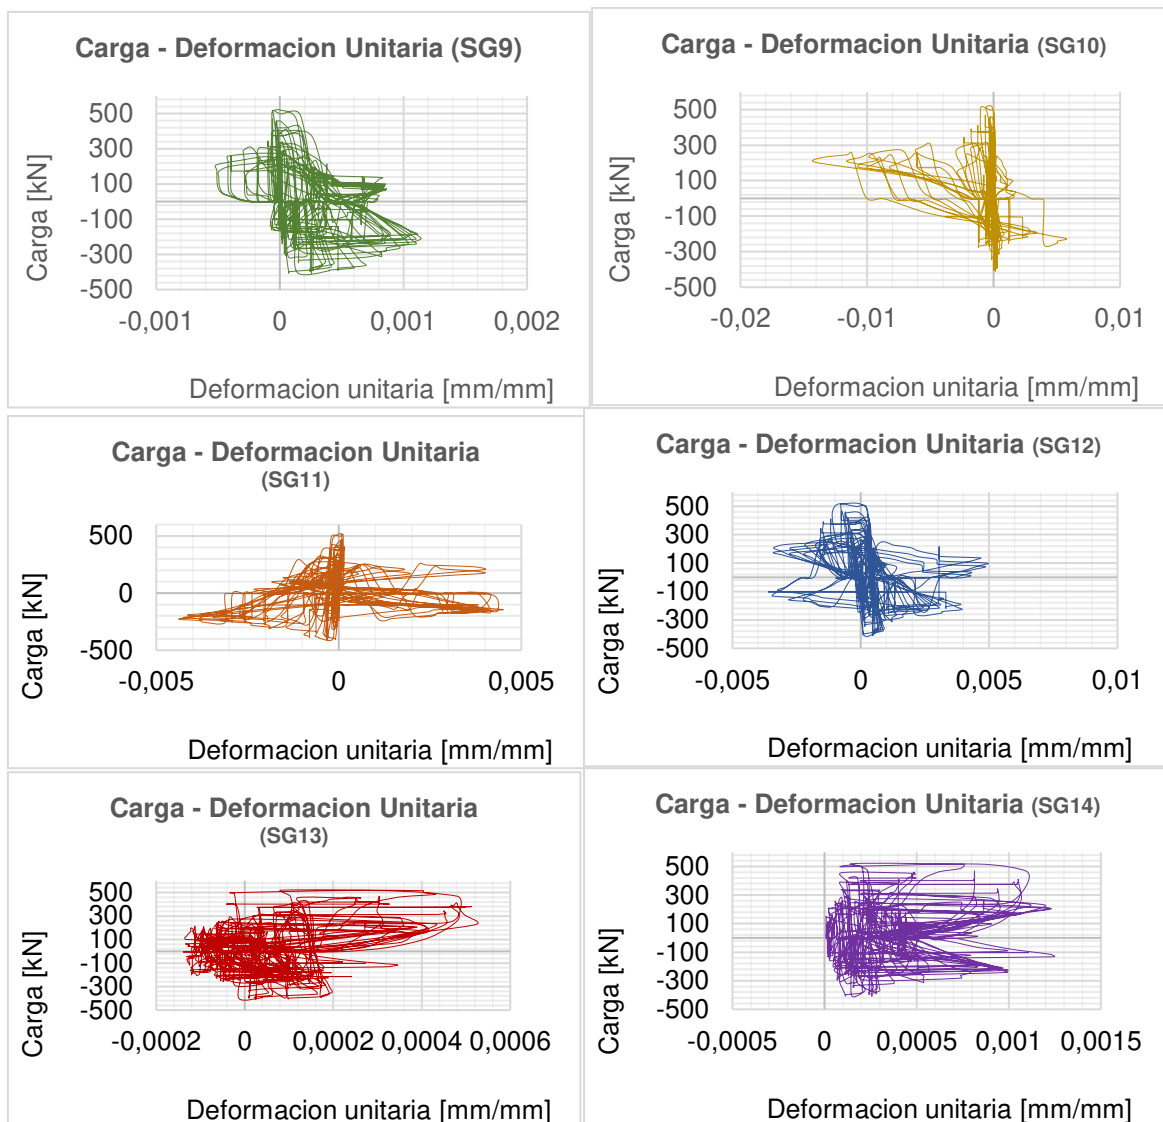 Carga - Deformacion Unitaria (SG9)
Carga [kN]
500
300
100
-100
-300
-500
-0,001 0 0,001 0,002
Deformacion unitaria [mm/mm]
Carga - Deformacion Unitaria (SG10)
Carga [kN]
500
300
100
-100
-300
-500
-0,02 -0,01 0 0,01
Deformacion unitaria [mm/mm]
Carga - Deformacion Unitaria
(SG11)
Carga [kN]
500
0
-500
-0,005 0 0,005
Deformacion unitaria [mm/mm]
Carga - Deformacion Unitaria (SG12)
Carga [kN]
500
300
100
-100
-300
-500
-0,005 0 0,005 0,01
Deformacion unitaria [mm/mm]
Carga - Deformacion Unitaria
(SG13)
Carga [kN]
500
300
100
-100
-300
-500
-0,0002 0 0,0002 0,0004 0,0006
Deformacion unitaria [mm/mm]
Carga - Deformacion Unitaria (SG14)
Carga [kN]
500
300
100
-100
-300
-500
-0,0005 0 0,0005 0,001 0,0015
Deformacion unitaria [mm/mm]